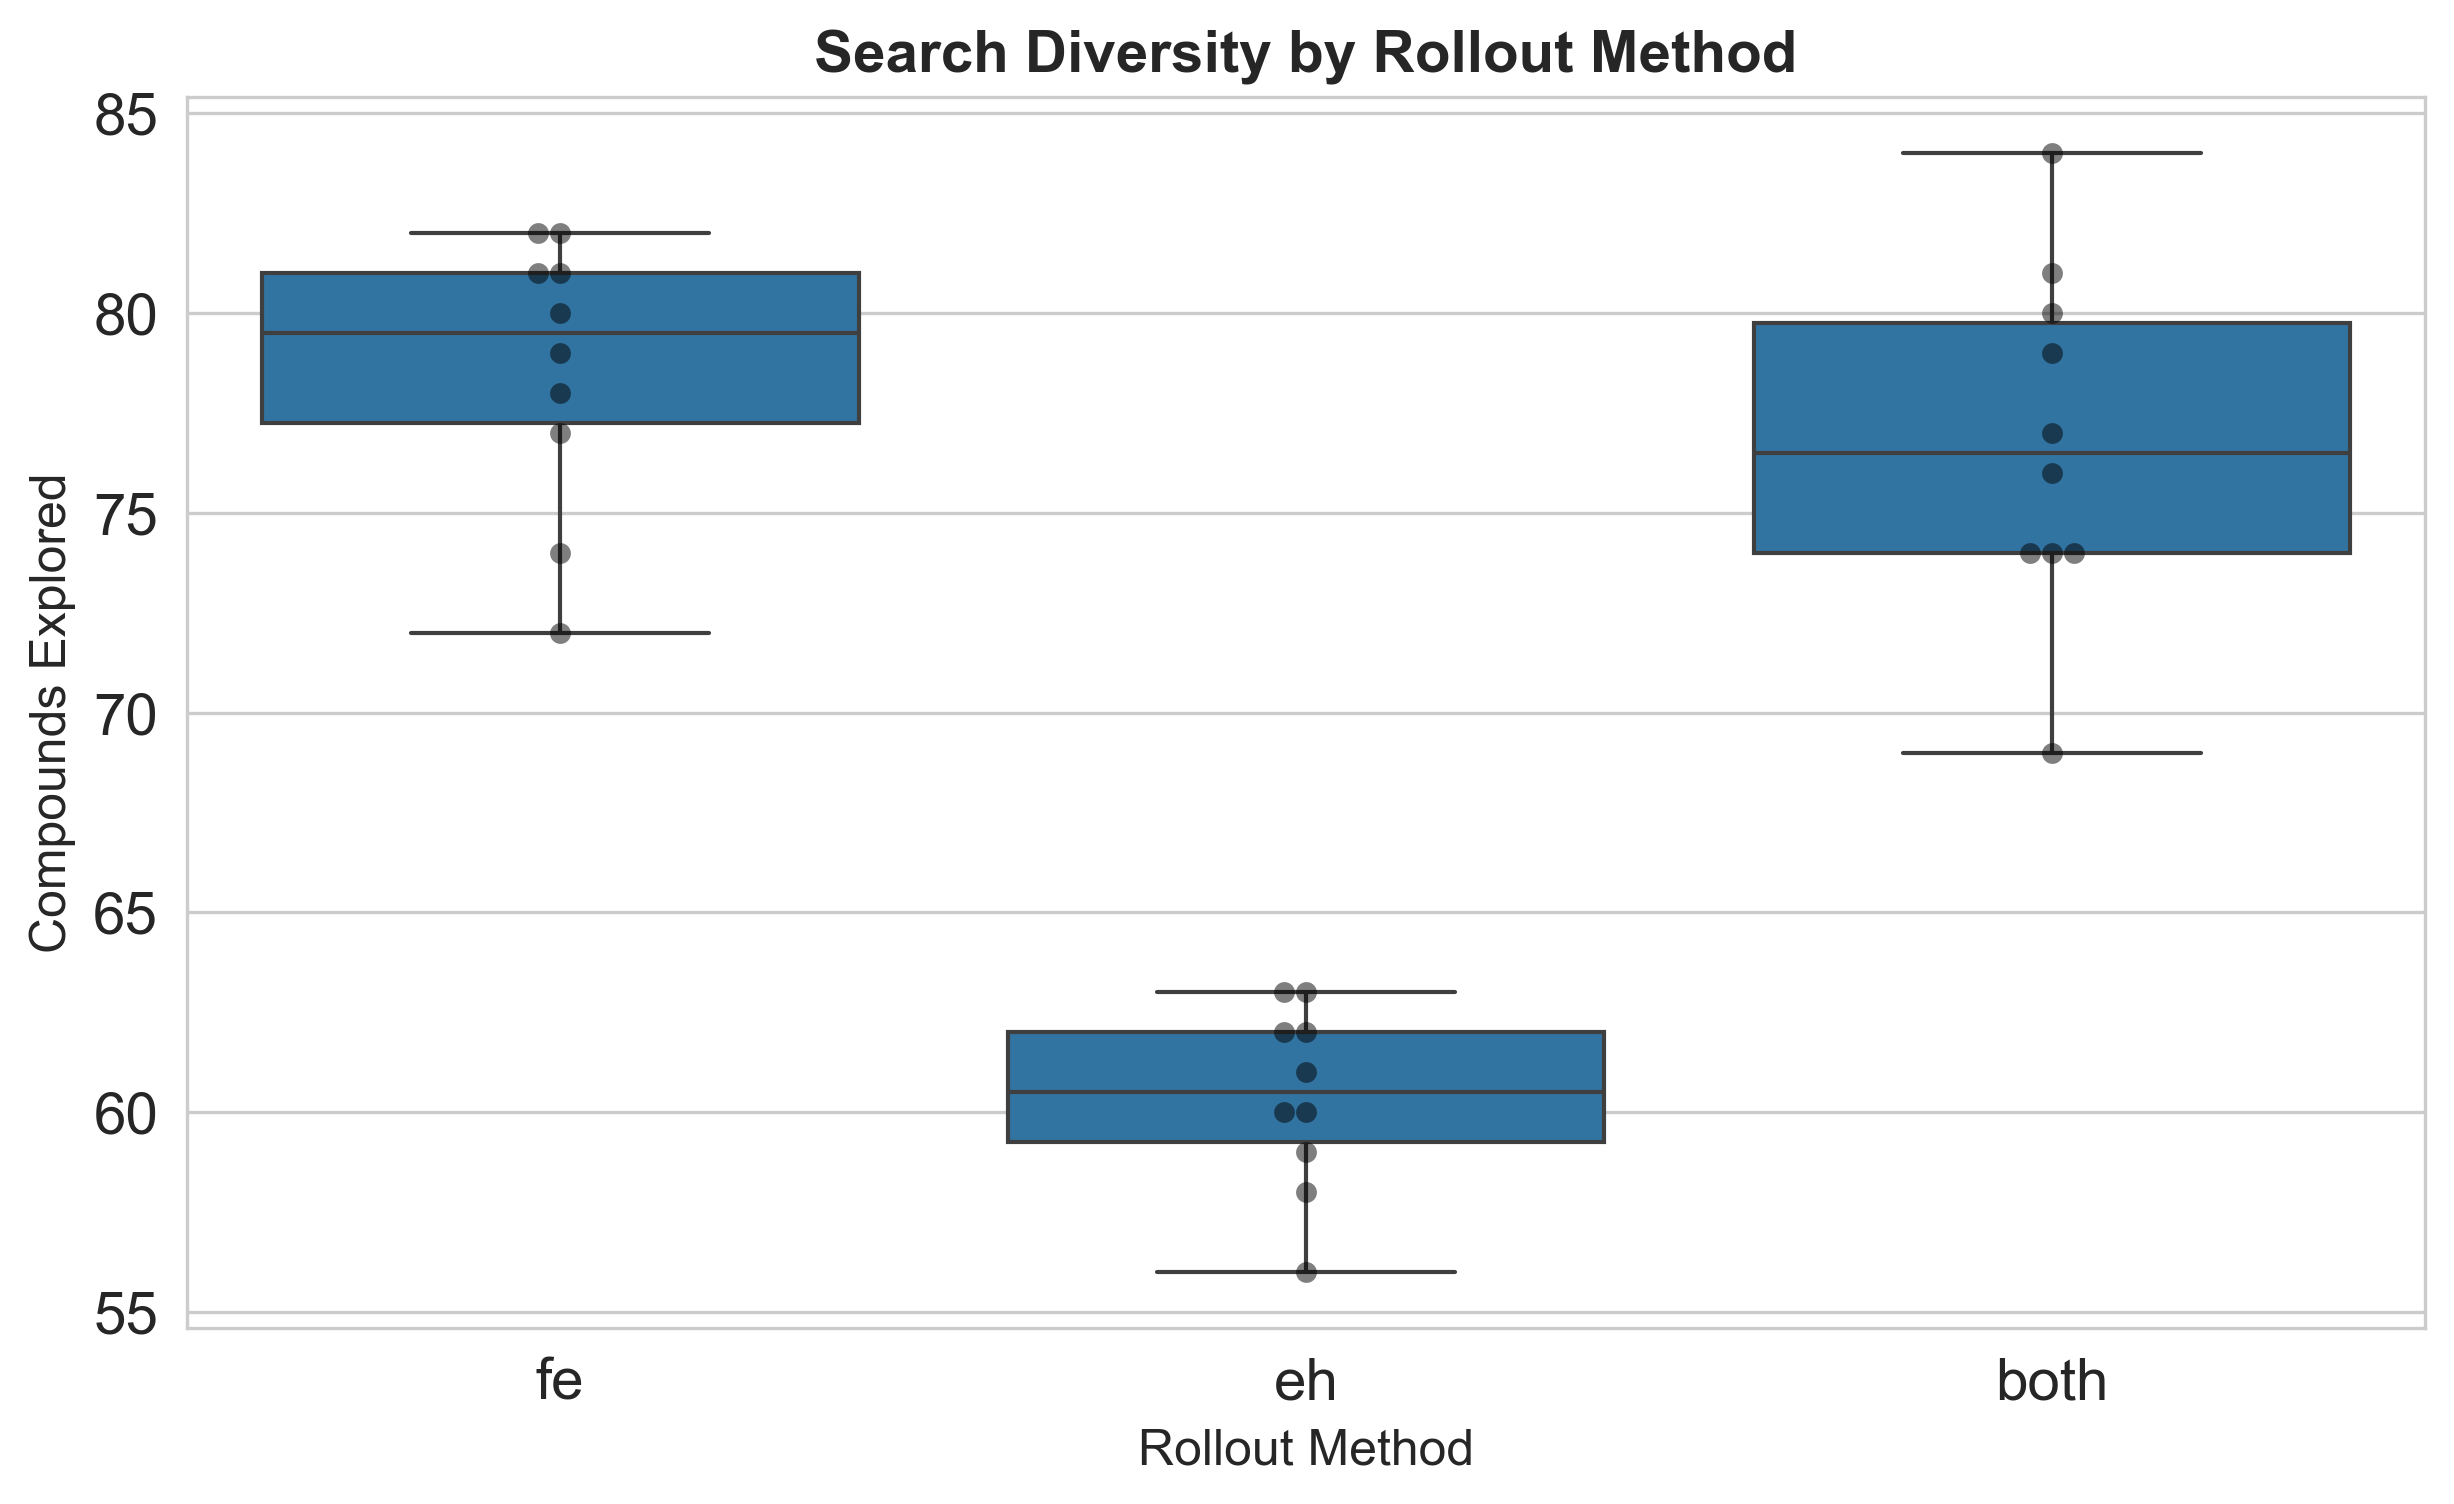 Search Diversity by Rollout Method
85
80
75
70
65
60
55
Compounds Explored
fe
eh
both
Rollout Method